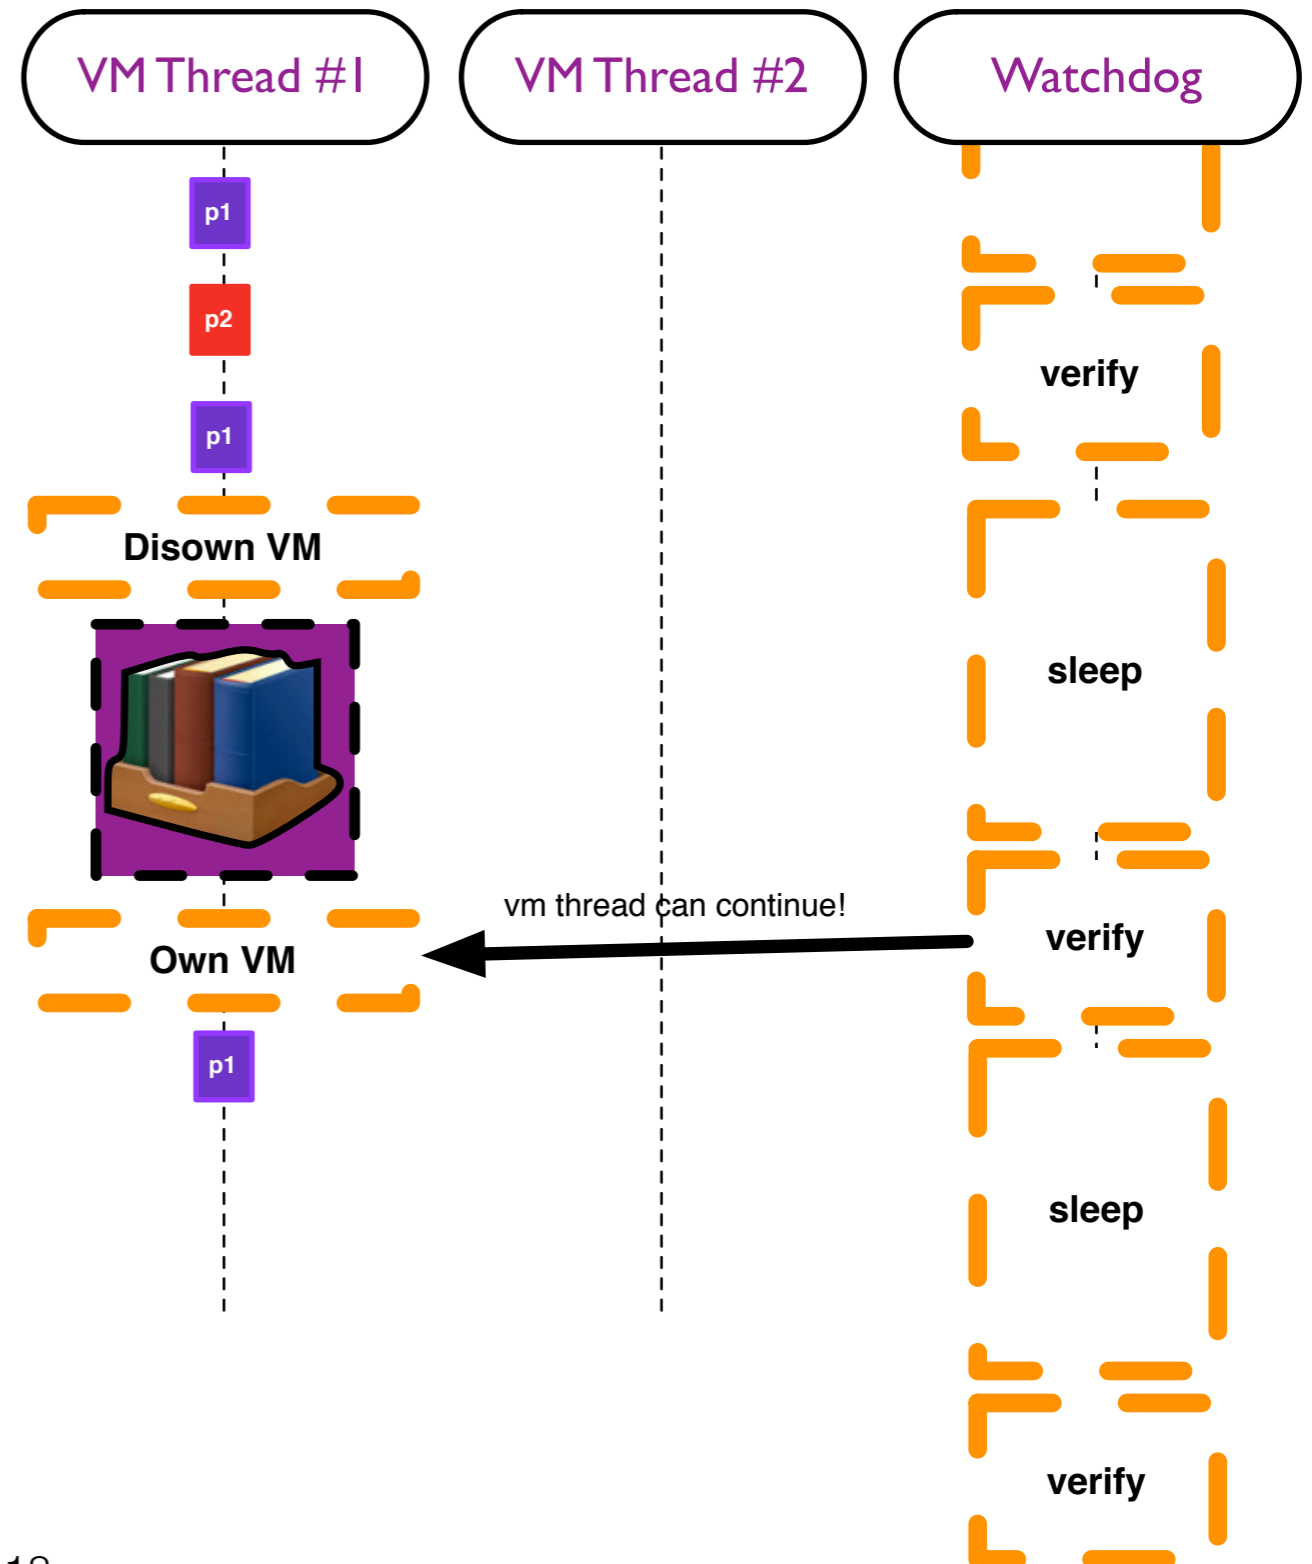 VM Thread #1
VM Thread #2
Watchdog
p1
p2
verify
p1
Disown VM
sleep
vm thread can continue!
verify
Own VM
p1
sleep
verify